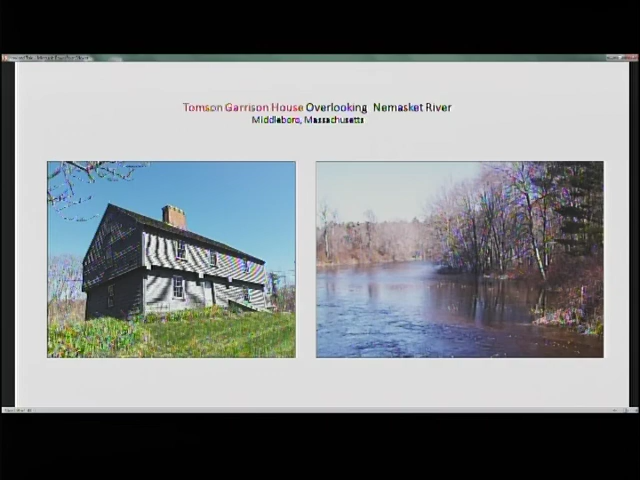 Tomson Garrison House Overlooking Nemasket River
Middleboro, Massachusetts